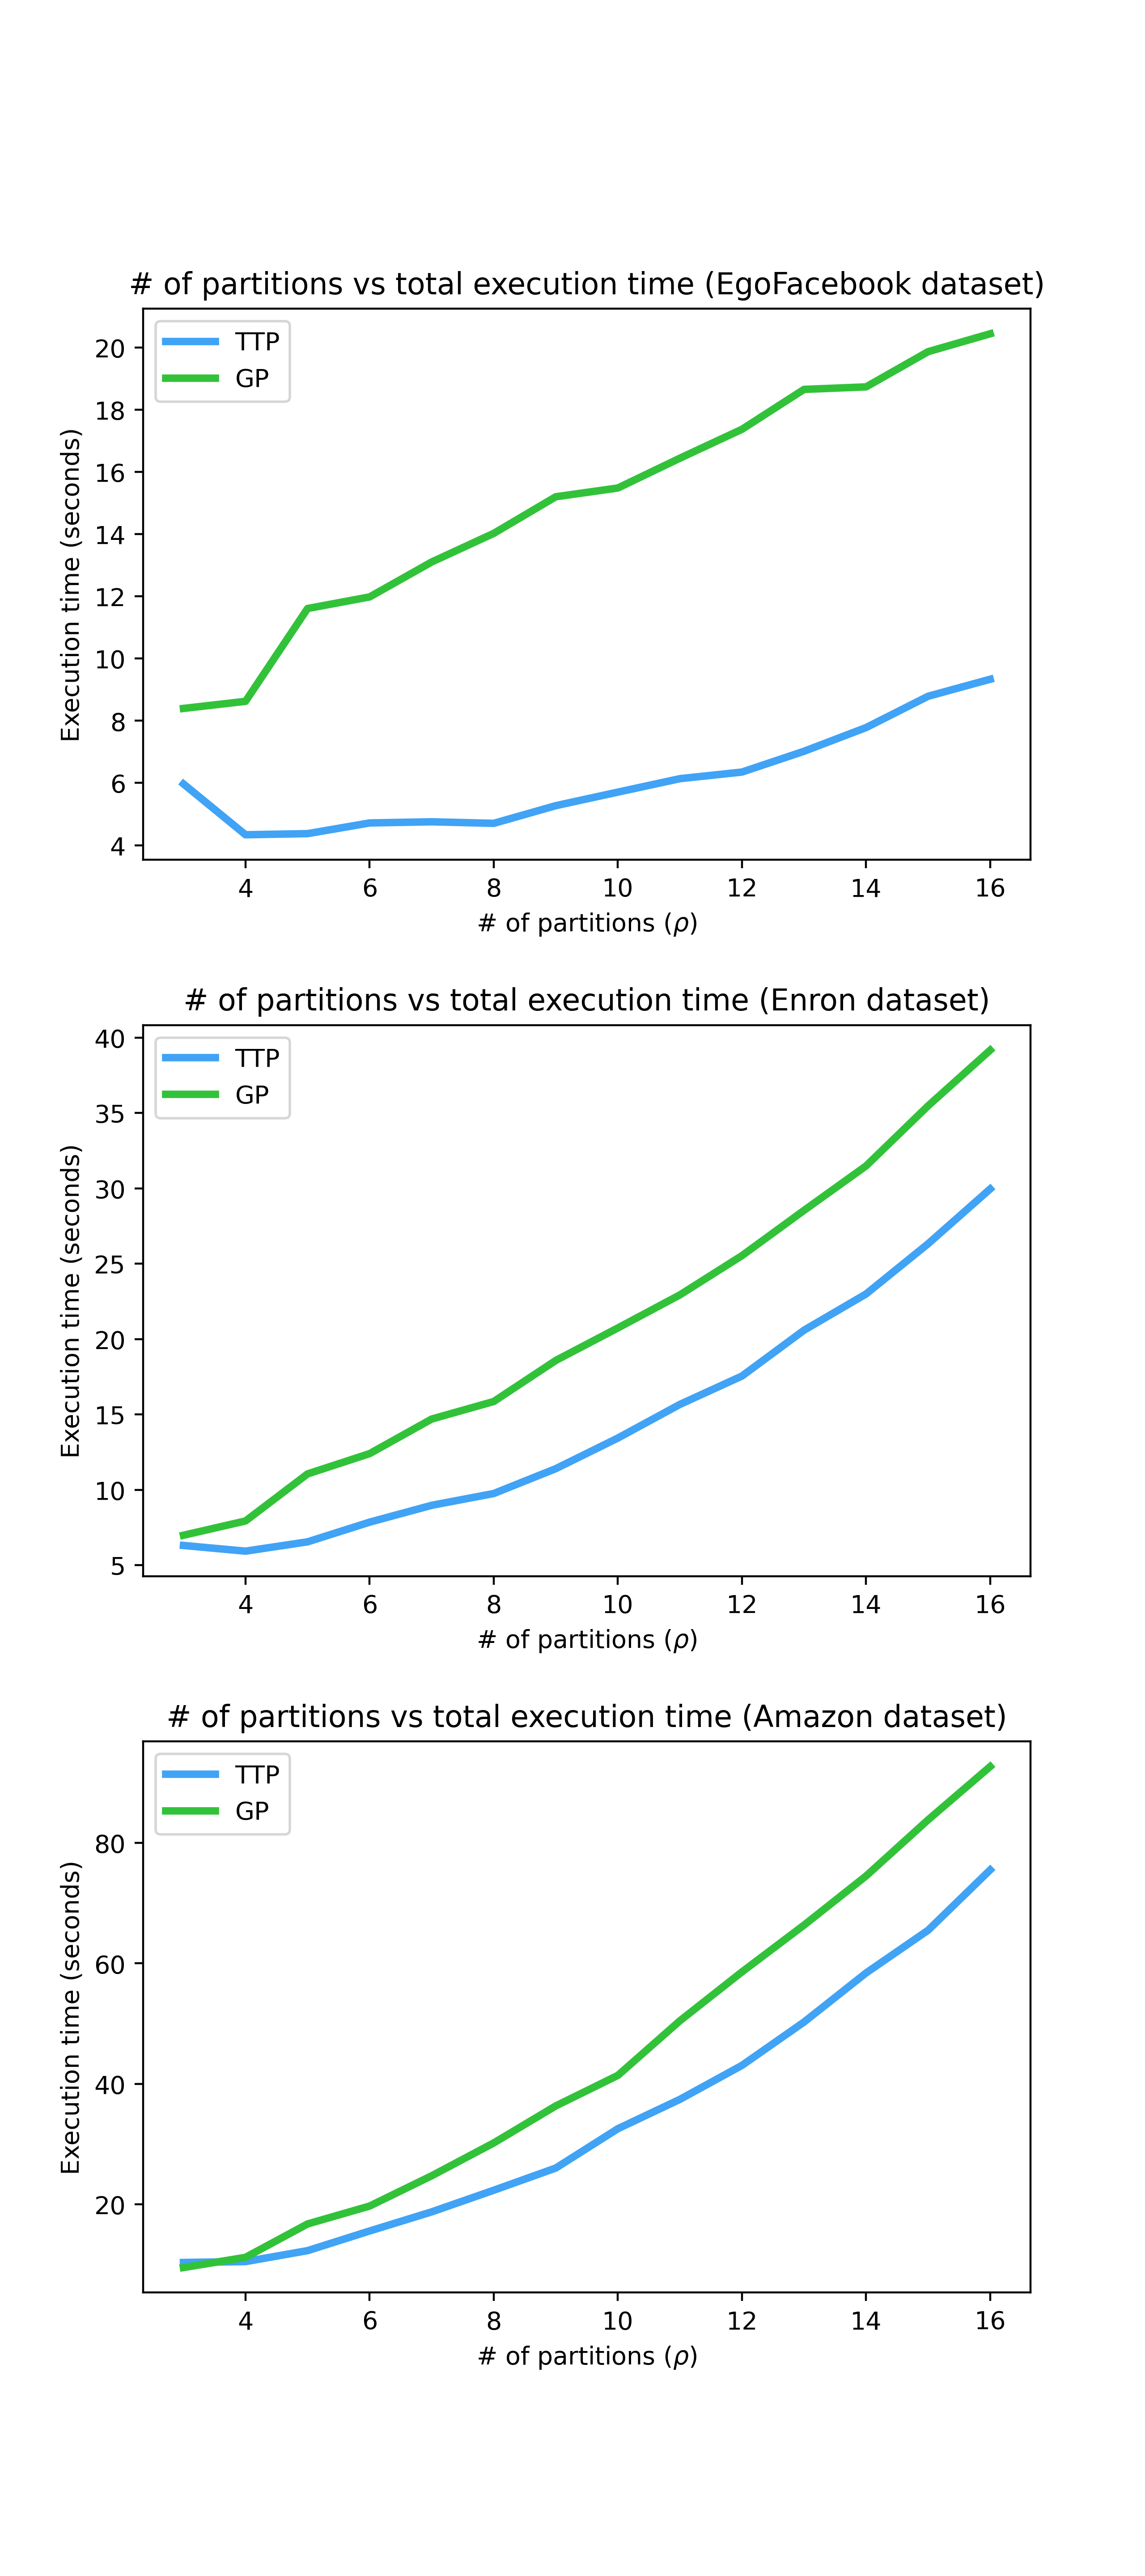 # of partitions vs total execution time (EgoFacebook dataset)
TTP
GP
20
18
16
14
12
10
8
6
4
Execution time (seconds)
4 6 8 10 12 14 16
# of partitions (ρ)
# of partitions vs total execution time (Enron dataset)
TTP
GP
40
35
30
25
20
15
10
5
Execution time (seconds)
4 6 8 10 12 14 16
# of partitions (ρ)
# of partitions vs total execution time (Amazon dataset)
TTP
GP
80
60
40
20
Execution time (seconds)
4 6 8 10 12 14 16
# of partitions (ρ)